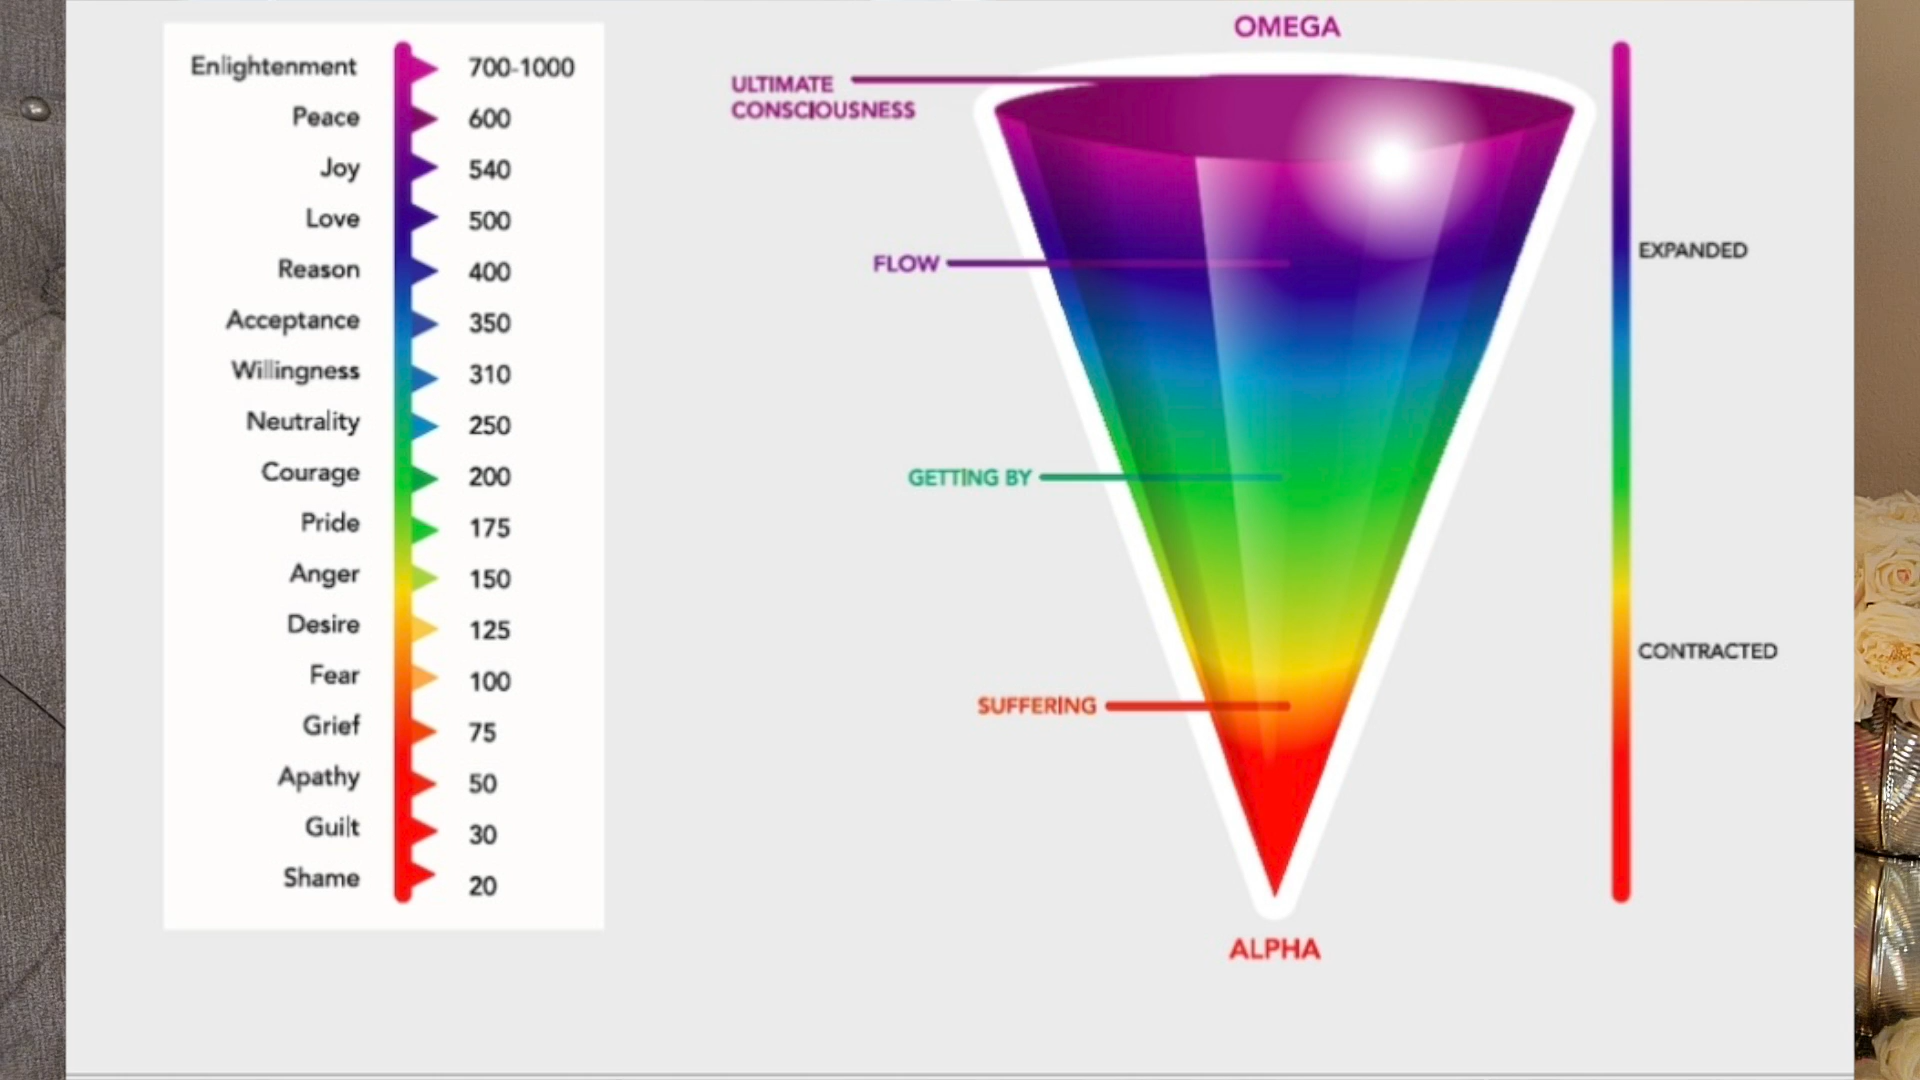 Enlightenment 700-1000
Peace 600
Joy 540
Love 500
Reason 400
Acceptance 350
Willingness 310
Neutrality 250
Courage 200
Pride 175
Anger 150
Desire 125
Fear 100
Grief 75
Apathy 50
Guilt 30
Shame 20
OMEGA
ULTIMATE
CONSCIOUSNESS
FLOW
GETTING BY
SUFFERING
ALPHA
EXPANDED
CONTRACTED